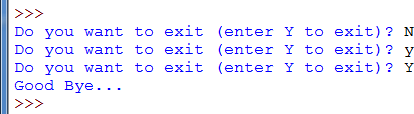 >>>
Do you want to exit (enter Y to exit)? N
Do you want to exit (enter Y to exit)? y
Do you want to exit (enter Y to exit)? Y
Good Bye...
>>>